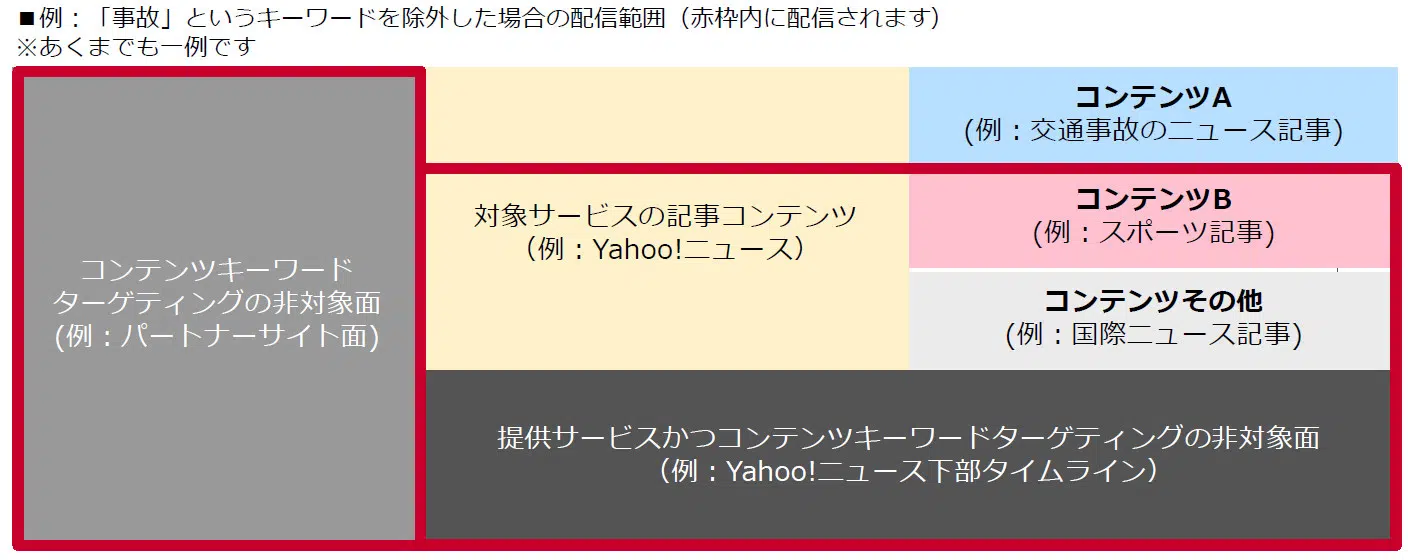 ■例：「事故」というキーワードを除外した場合の配信範囲（赤枠内に配信されます）
※あくまでも一例です
コンテンツキーワード
ターゲティングの非対象面
(例：パートナーサイト面)
対象サービスの記事コンテンツ
（例：Yahoo!ニュース）
コンテンツA
(例：交通事故のニュース記事)
コンテンツB
(例：スポーツ記事)
コンテンツその他
(例：国際ニュース記事)
提供サービスかつコンテンツキーワードターゲティングの非対象面
（例：Yahoo!ニュース下部タイムライン）